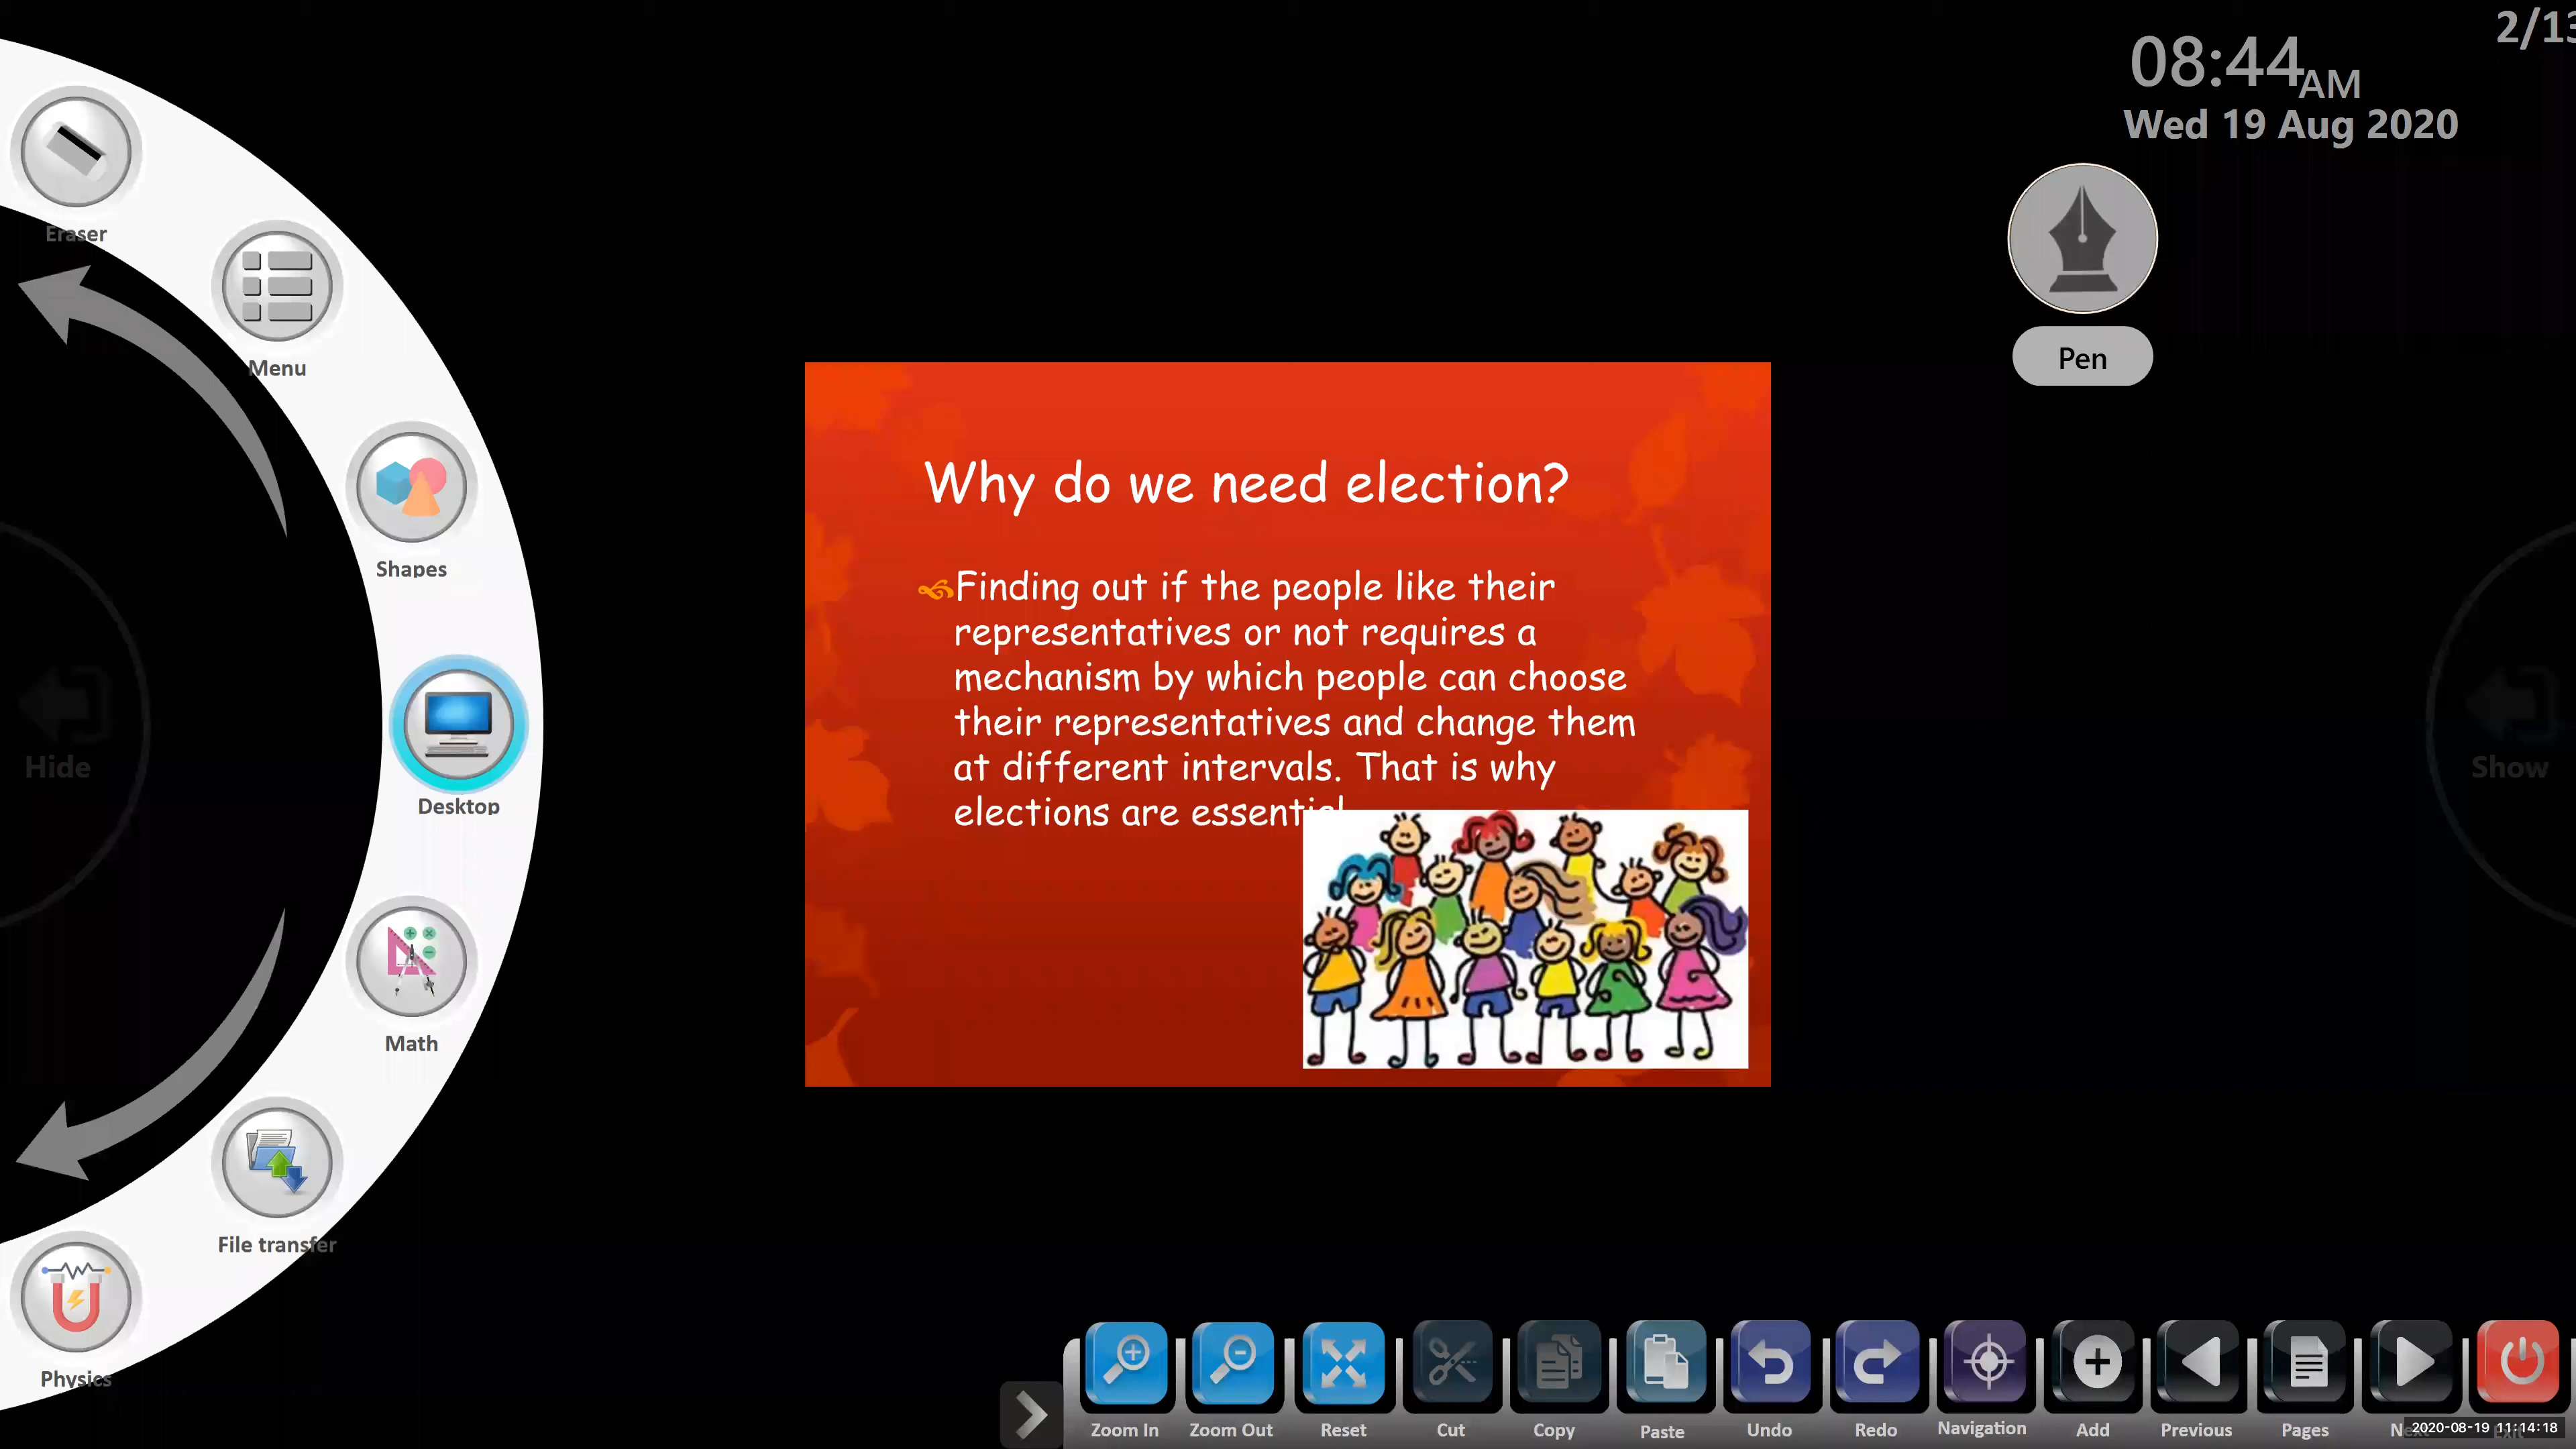 2/13
08:44 AM
Wed 19 Aug 2020
Pen
Eraser
Menu
Shapes
Desktop
Math
File transfer
Physics
Hide
Show
Why do we need election?
Finding out if the people like their
representatives or not requires a
mechanism by which people can choose
their representatives and change them
at different intervals. That is why
elections are essential
Zoom In
Zoom Out
Reset
Cut
Copy
Paste
Undo
Redo
Navigation
Add
Previous
Pages
2020-08-19 11:14:18